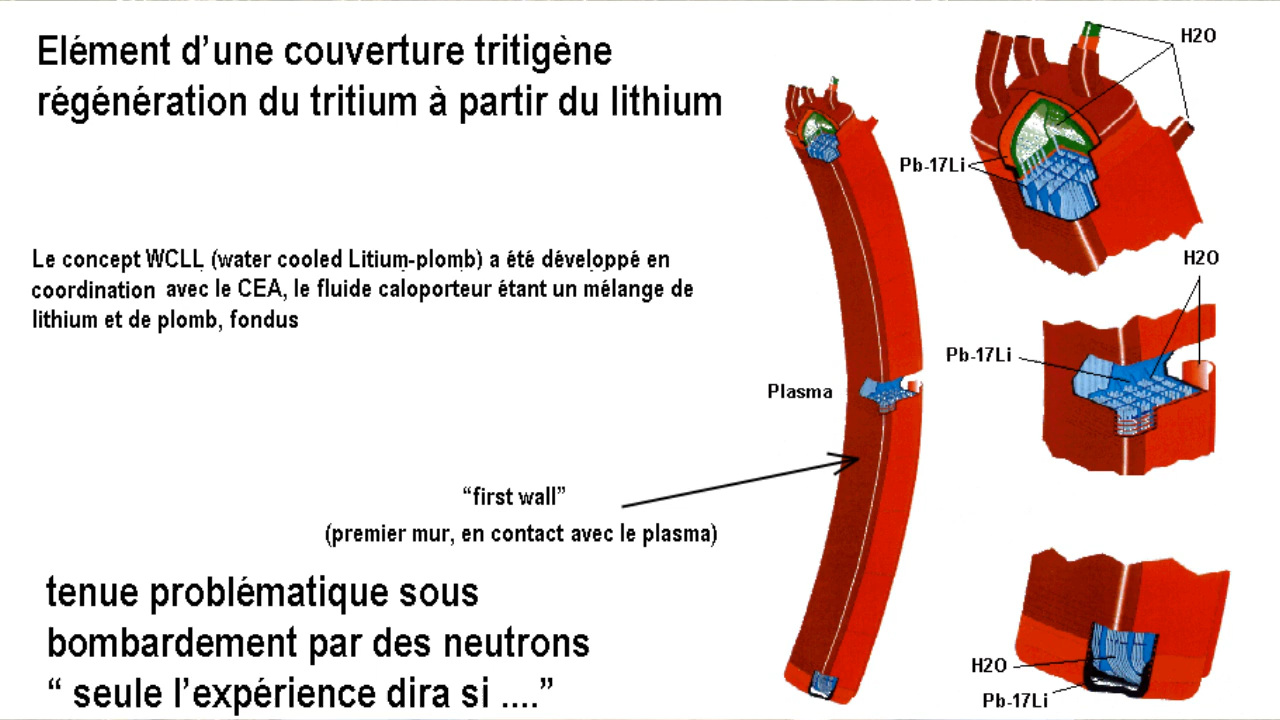 Elément d'une couverture tritigène
régénération du tritium à partir du lithium
H2O
Pb-17Li
Le concept WCLL (water cooled Litium-plomb) a été développé en
coordination avec le CEA, le fluide caloporteur étant un mélange de
lithium et de plomb, fondus
H2O
Pb-17Li
Plasma
“first wall”
(premier mur, en contact avec le plasma)
tenue problématique sous
bombardement par des neutrons
“ seule l'expérience dira si ....”
H2O
Pb-17Li